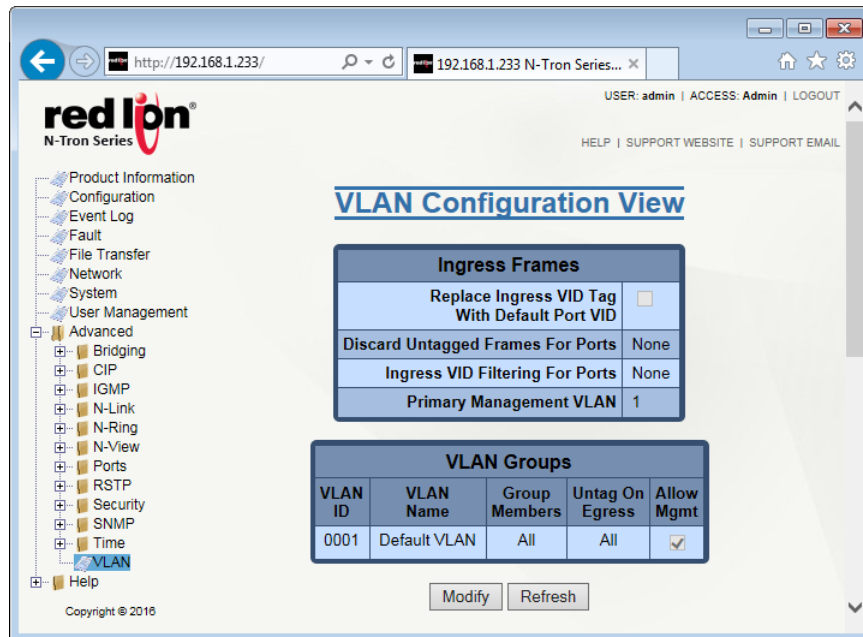 http://192.168.1.233/
192.168.1.233 N-Tron Series...
red lion®
N-Tron Series
USER: admin | ACCESS: Admin | LOGOUT
HELP | SUPPORT WEBSITE | SUPPORT EMAIL
Product Information
Configuration
Event Log
Fault
File Transfer
Network
System
User Management
Advanced
Bridging
CIP
IGMP
N-Link
N-Ring
N-View
Ports
RSTP
Security
SNMP
Time
VLAN
Help
Copyright © 2016
VLAN Configuration View
Ingress Frames
Replace Ingress VID Tag
With Default Port VID
Discard Untagged Frames For Ports None
Ingress VID Filtering For Ports None
Primary Management VLAN 1
VLAN Groups
VLAN ID VLAN Name Group Members Untag On Egress Allow Mgmt
0001 Default VLAN All All
Modify Refresh